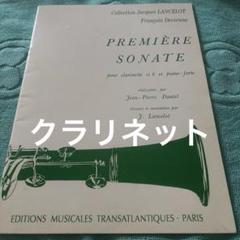 Collection Jacques LANCELOT
François Devienne
PREMIÈRE
SONATE
pour clarinette si b et piano-forte
réalisation par
Jean-Pierre Dautel
révision et annotations par
J. Lancelot
クラリネット
EDITIONS MUSICALES TRANSATLANTIQUES - PARIS